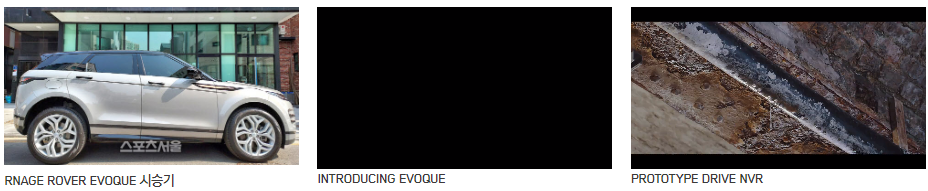 스포츠서울
RNAGE ROVER EVOQUE 시승기
INTRODUCING EVOQUE
PROTOTYPE DRIVE NVR